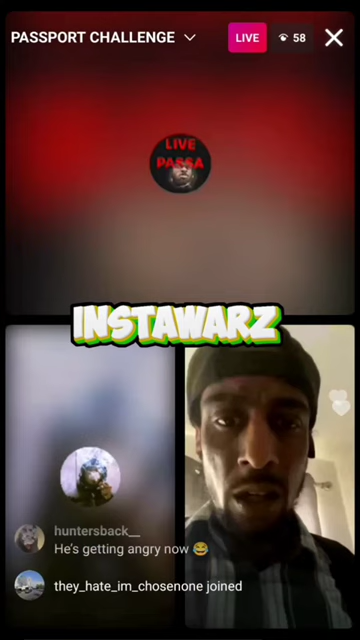 PASSPORT CHALLENGE
LIVE
58
LIVE
PASSA
INSTAWARZ
huntersback__
He's getting angry now 😂
they_hate_im_chosenone joined